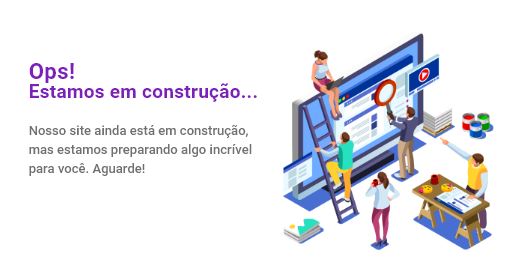 Ops!
Estamos em construção...
Nosso site ainda está em construção,
mas estamos preparando algo incrível
para você. Aguarde!